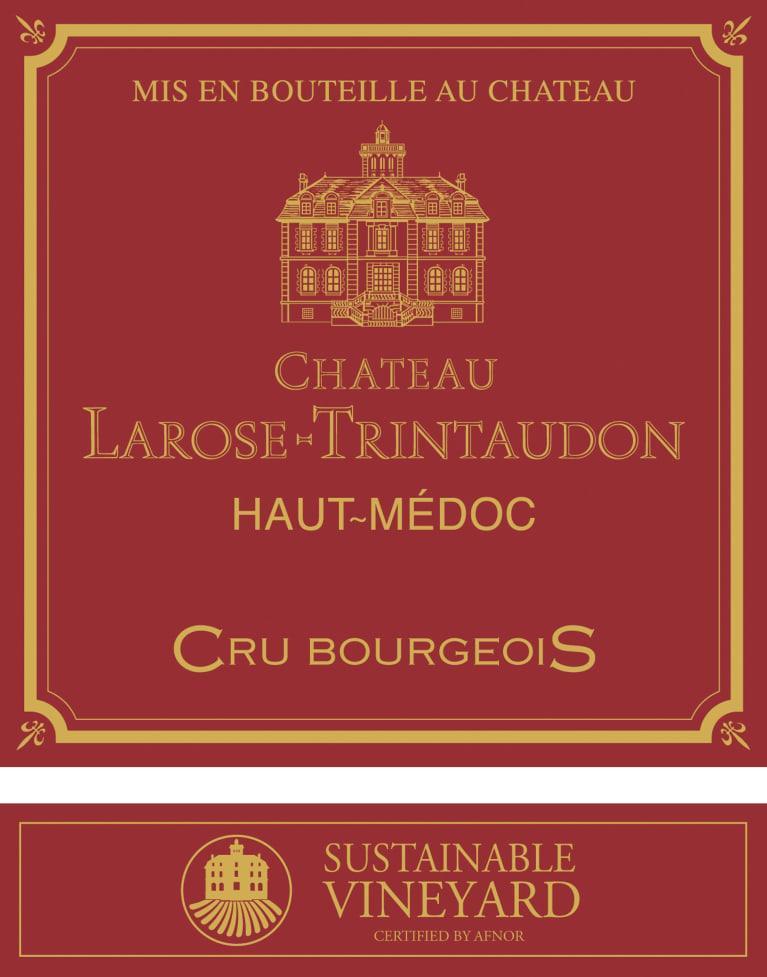 MIS EN BOUTEILLE AU CHATEAU
CHATEAU
LAROSE-TRINTAUDON
HAUT~MÉDOC
CRU BOURGEOIS
SUSTAINABLE
VINEYARD
CERTIFIED BY AFNOR